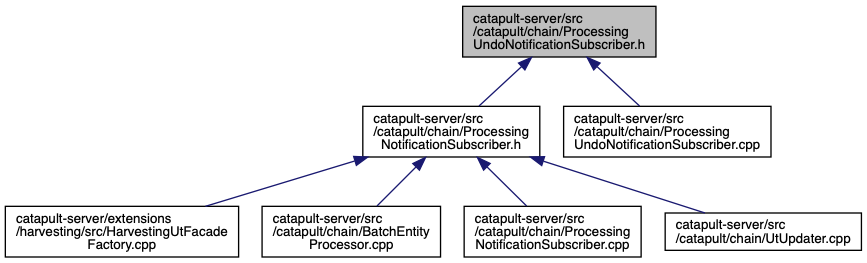 catapult-server/src
/catapult/chain/Processing
UndoNotificationSubscriber.h
catapult-server/src
/catapult/chain/Processing
NotificationSubscriber.h
catapult-server/src
/catapult/chain/Processing
UndoNotificationSubscriber.cpp
catapult-server/extensions
/harvesting/src/HarvestingUtFacade
Factory.cpp
catapult-server/src
/catapult/chain/BatchEntity
Processor.cpp
catapult-server/src
/catapult/chain/Processing
NotificationSubscriber.cpp
catapult-server/src
/catapult/chain/UtUpdater.cpp